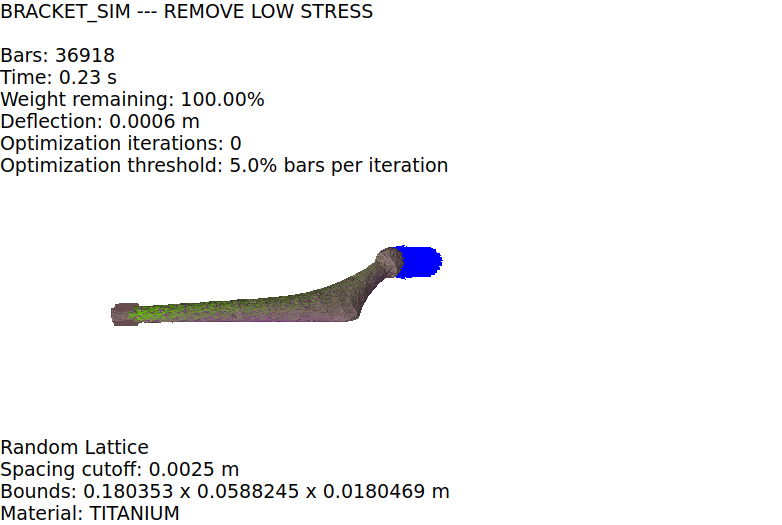 BRACKET_SIM --- REMOVE LOW STRESS
Bars: 36918
Time: 0.23 s
Weight remaining: 100.00%
Deflection: 0.0006 m
Optimization iterations: 0
Optimization threshold: 5.0% bars per iteration
Random Lattice
Spacing cutoff: 0.0025 m
Bounds: 0.180353 x 0.0588245 x 0.0180469 m
Material: TITANIUM